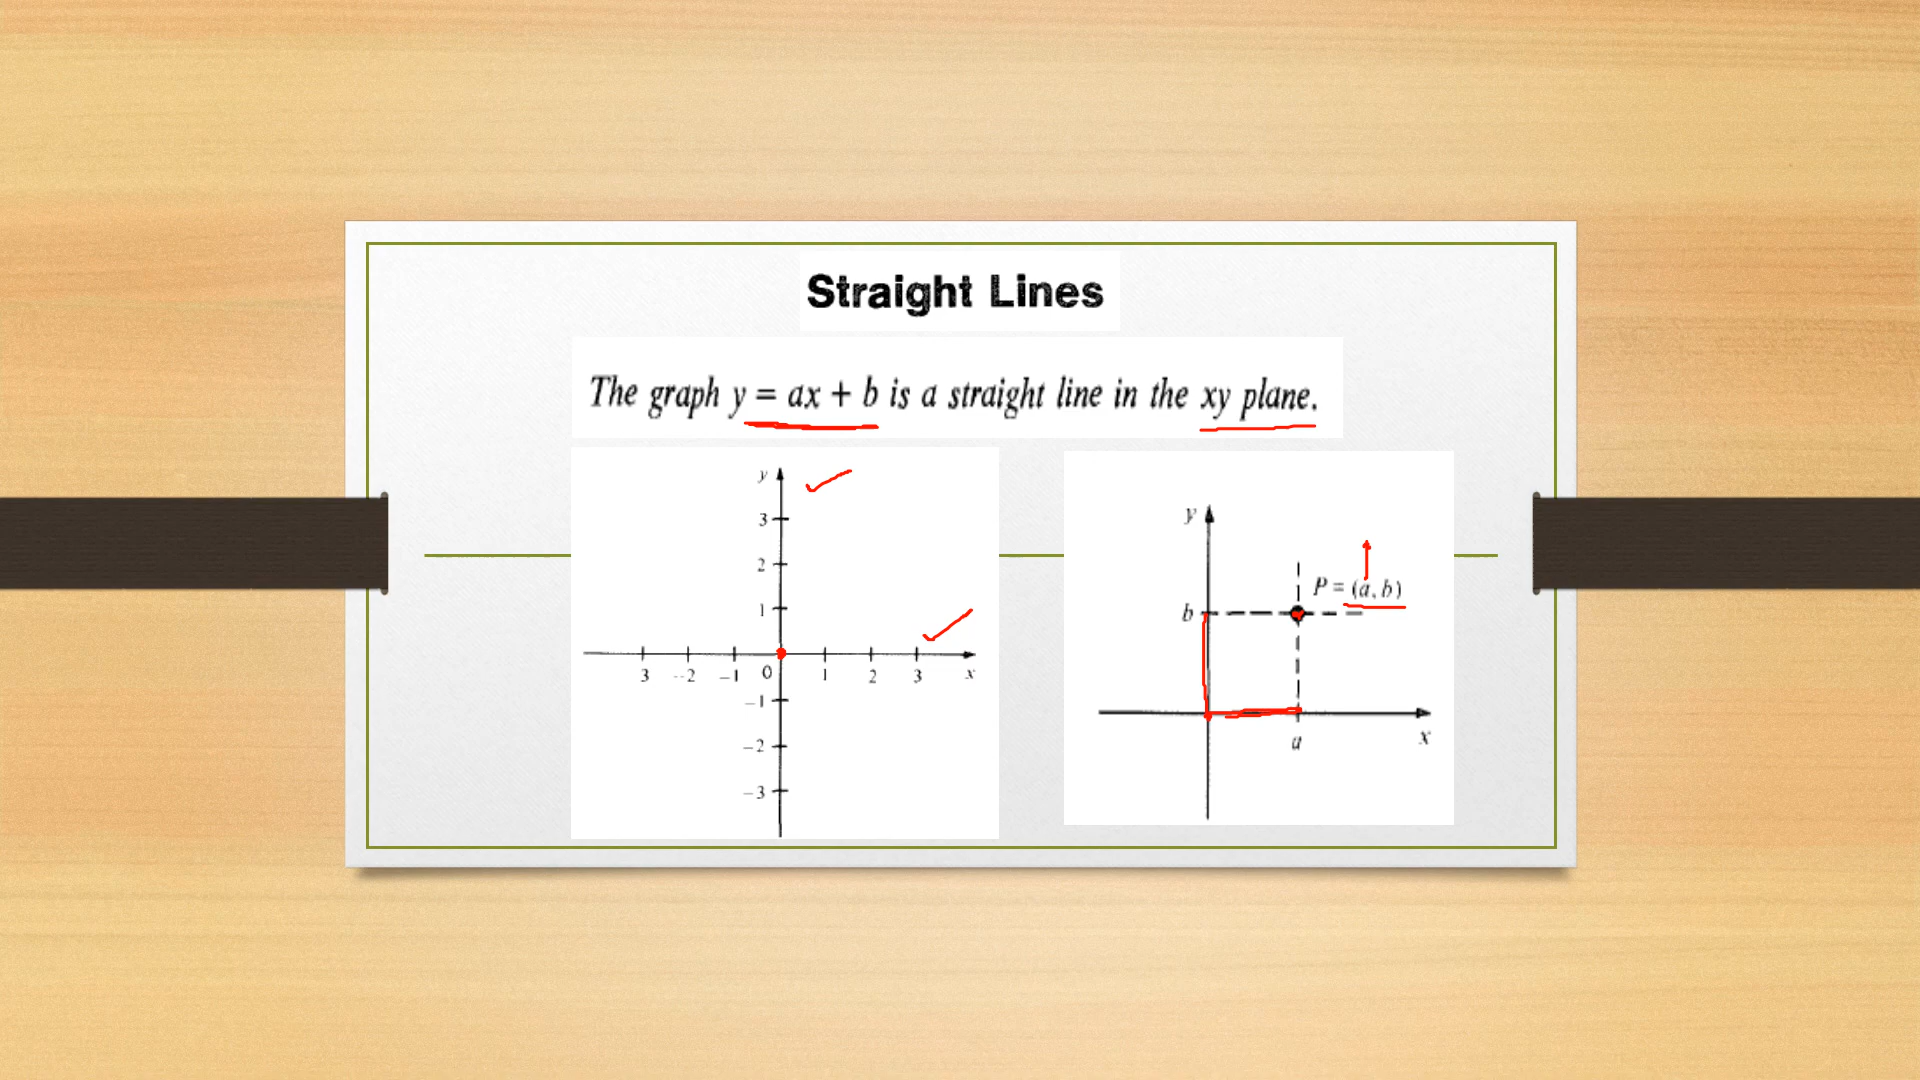 Straight Lines
The graph y = ax + b is a straight line in the xy plane.
y
3
2
1
3 --2 −1 0 1 2 3 x
−1
−2
−3
y
P = (a, b)
b
a
x